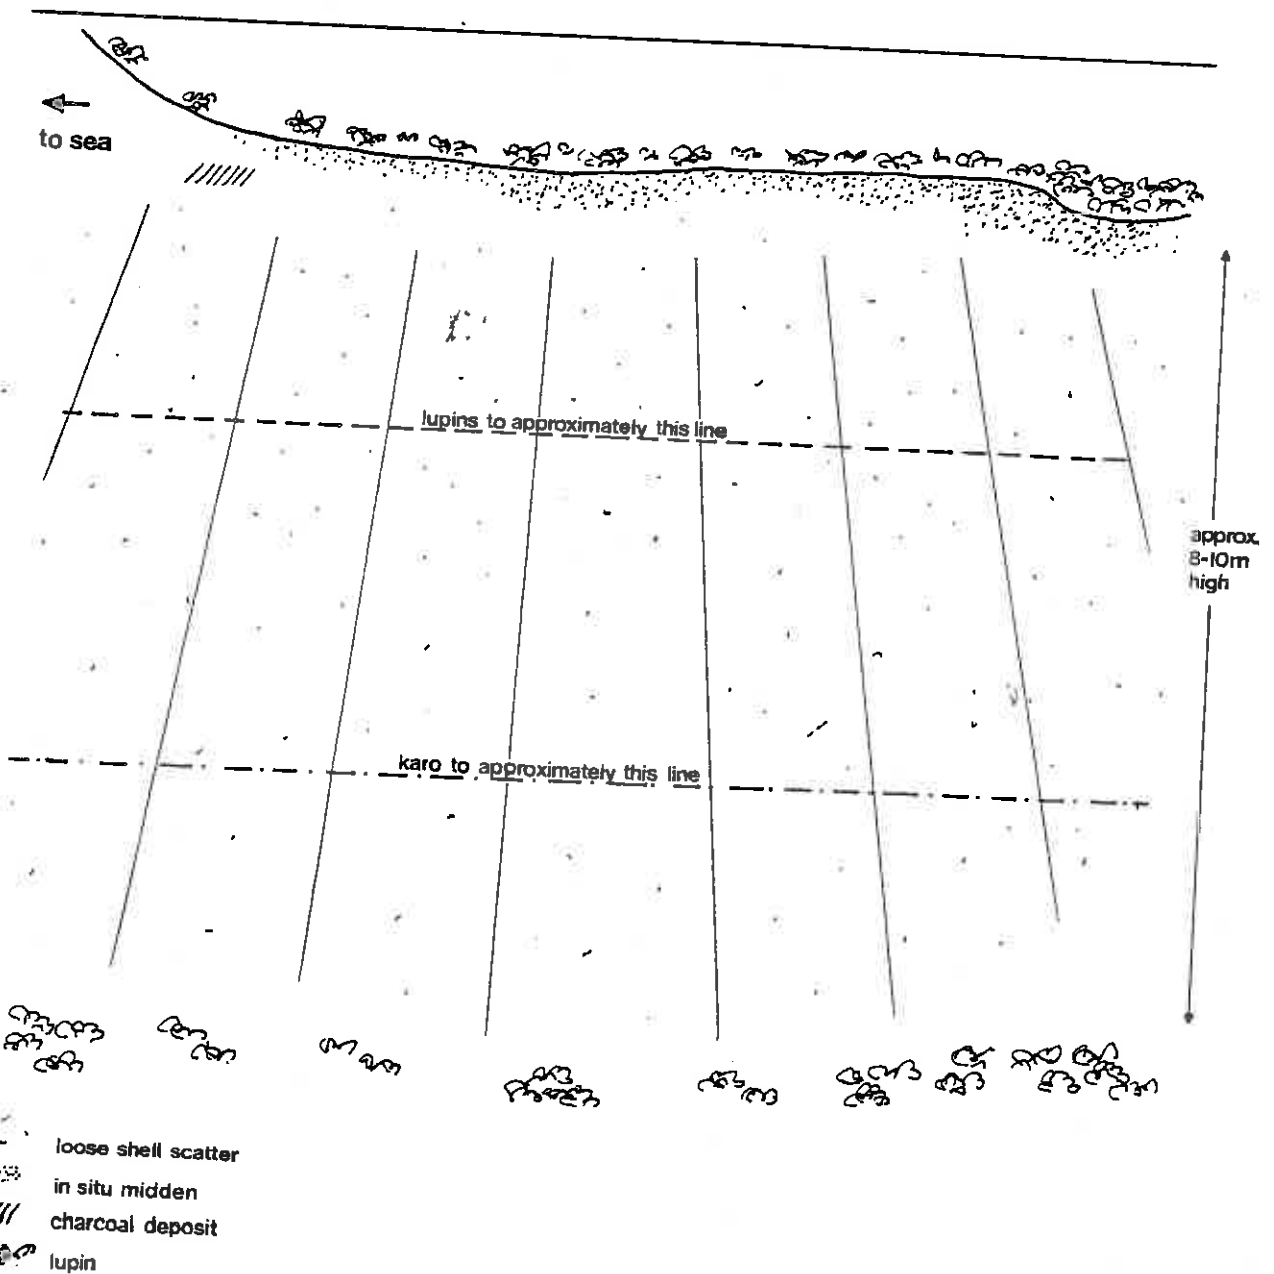 to sea
lupins to approximately this line
approx.
8-10m
high
karo to approximately this line
loose shell scatter
in situ midden
charcoal deposit
lupin